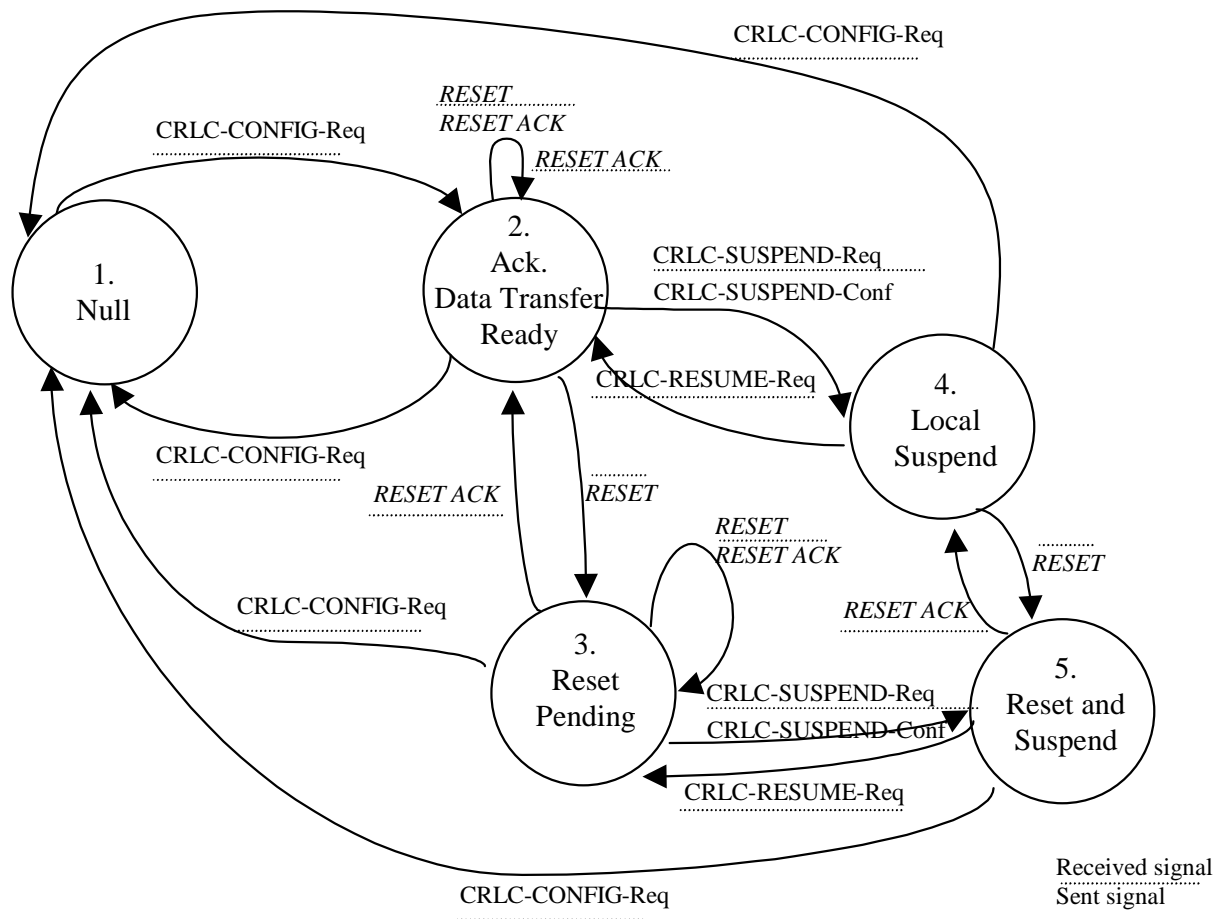 CRLC-CONFIG-Req
RESET
RESET ACK
CRLC-CONFIG-Req
RESET ACK
1.
Null
2.
Ack.
Data Transfer
Ready
CRLC-SUSPEND-Req
CRLC-SUSPEND-Conf
CRLC-RESUME-Req
4.
Local
Suspend
CRLC-CONFIG-Req
RESET ACK
RESET
RESET
RESET ACK
RESET
CRLC-CONFIG-Req
RESET ACK
3.
Reset
Pending
5.
Reset and
Suspend
CRLC-SUSPEND-Req
CRLC-SUSPEND-Conf
CRLC-RESUME-Req
CRLC-CONFIG-Req
Received signal
Sent signal